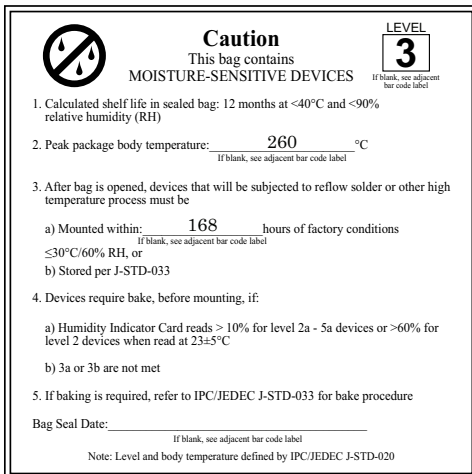 LEVEL
3
If blank, see adjacent
bar code label
Caution
This bag contains
MOISTURE-SENSITIVE DEVICES
1. Calculated shelf life in sealed bag: 12 months at <40°C and <90%
relative humidity (RH)
2. Peak package body temperature: 260 °C
If blank, see adjacent bar code label
3. After bag is opened, devices that will be subjected to reflow solder or other high
temperature process must be
a) Mounted within: 168 hours of factory conditions
If blank, see adjacent bar code label
≤30°C/60% RH, or
b) Stored per J-STD-033
4. Devices require bake, before mounting, if:
a) Humidity Indicator Card reads > 10% for level 2a - 5a devices or >60% for
level 2 devices when read at 23±5°C
b) 3a or 3b are not met
5. If baking is required, refer to IPC/JEDEC J-STD-033 for bake procedure
Bag Seal Date:
If blank, see adjacent bar code label
Note: Level and body temperature defined by IPC/JEDEC J-STD-020